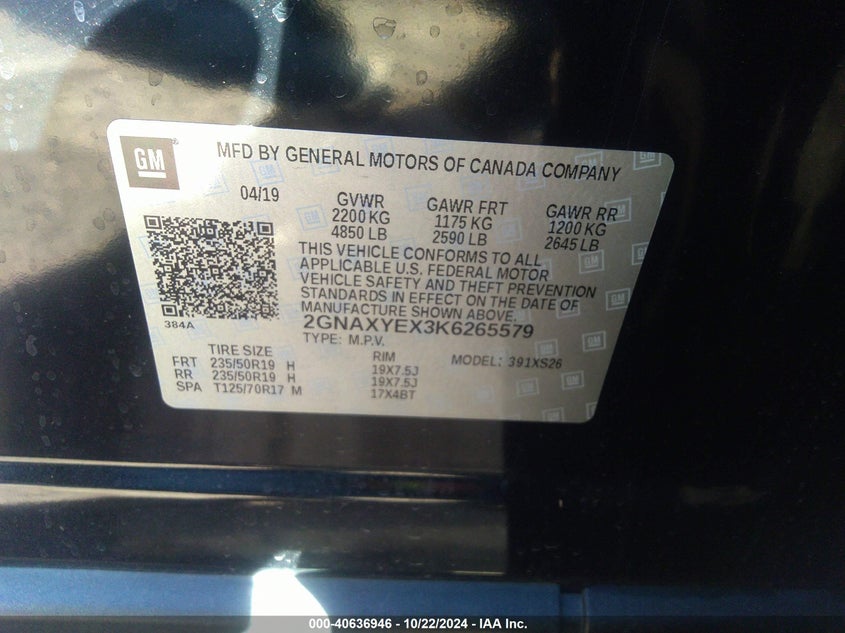 GM
MFD BY GENERAL MOTORS OF CANADA COMPANY
04/19
GVWR
2200 KG
4850 LB
GAWR FRT
1175 KG
2590 LB
GAWR RR
1200 KG
2645 LB
THIS VEHICLE CONFORMS TO ALL
APPLICABLE U.S. FEDERAL MOTOR
VEHICLE SAFETY AND THEFT PREVENTION
STANDARDS IN EFFECT ON THE DATE OF
MANUFACTURE SHOWN ABOVE.
384A
2GNAXYEX3K6265579
TYPE: M.P.V.
MODEL: 391XS26
TIRE SIZE RIM
FRT 235/50R19 H 19X7.5J
RR 235/50R19 H 19X7.5J
SPA T125/70R17 M 17X4BT
000-40636946 - 10/22/2024 - IAA Inc.